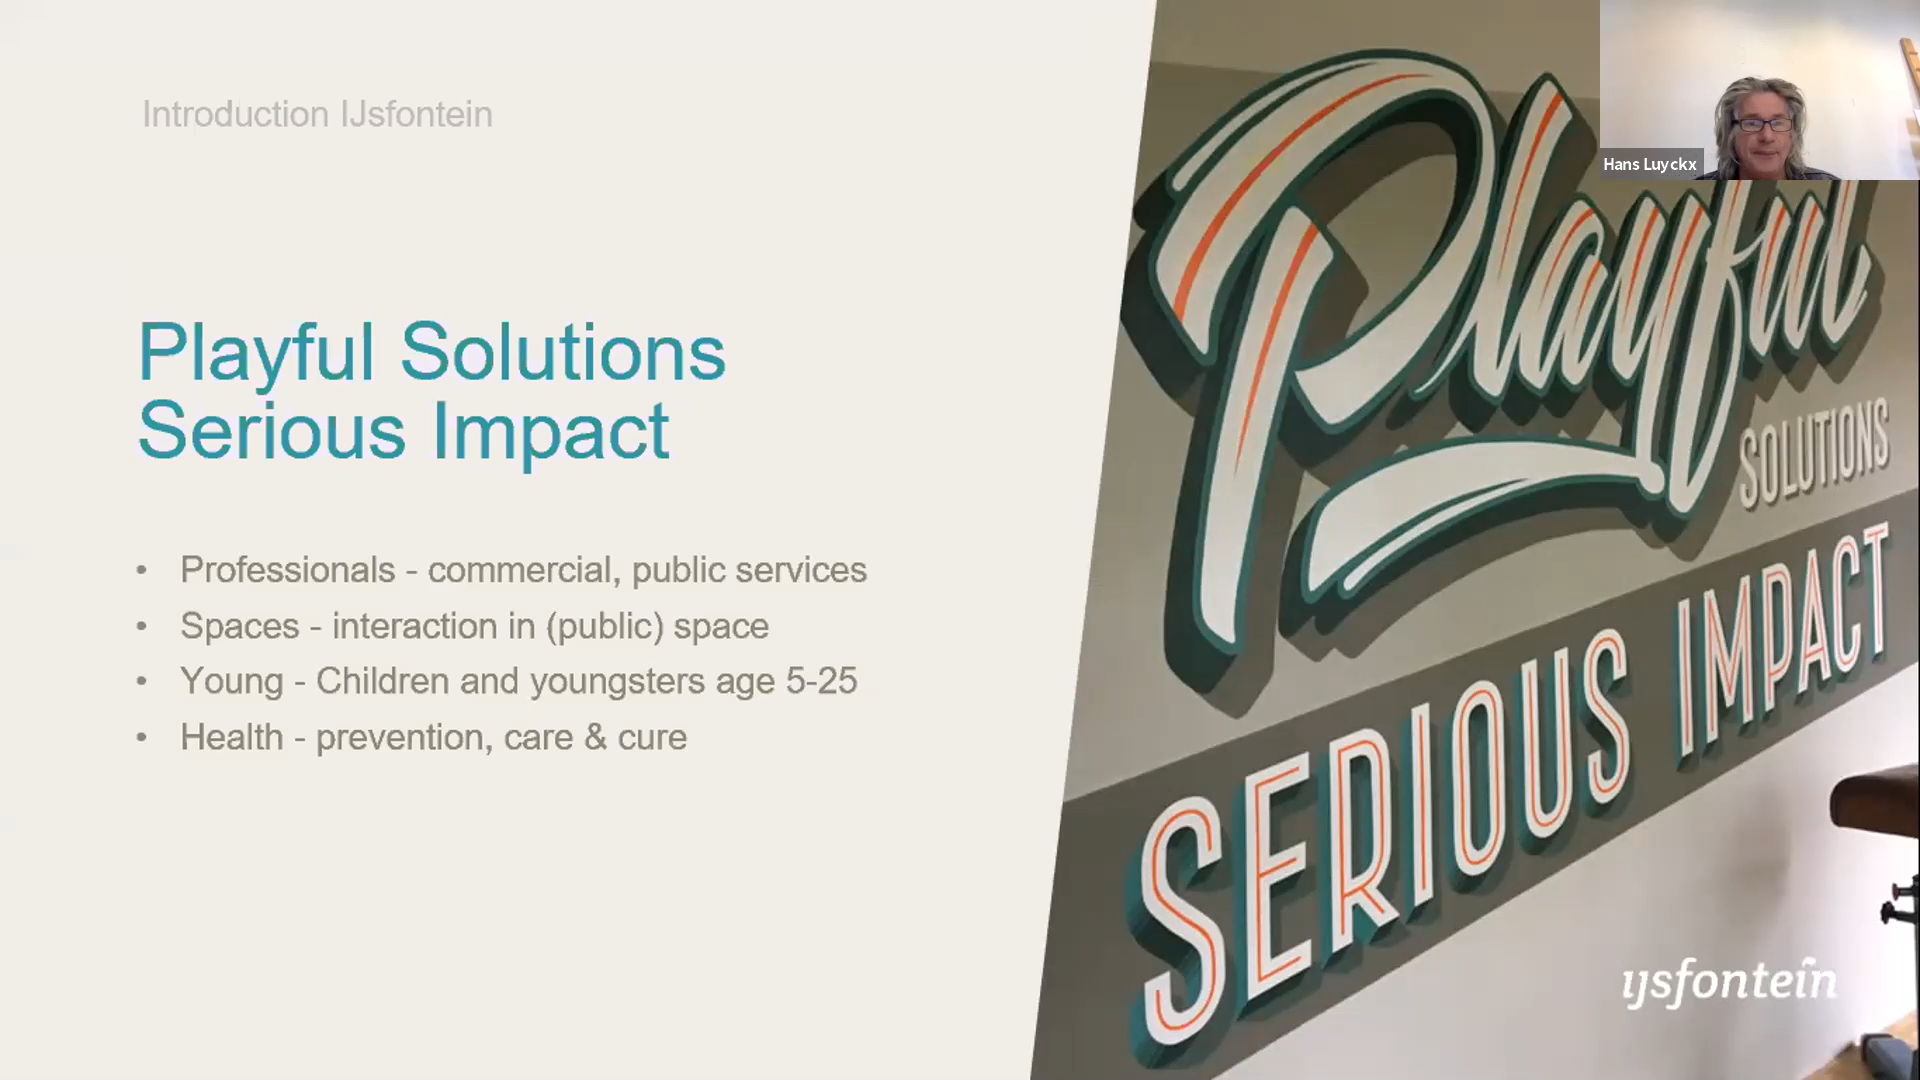 Introduction IJsfontein
Playful Solutions
Serious Impact
• Professionals - commercial, public services
• Spaces - interaction in (public) space
• Young - Children and youngsters age 5-25
• Health - prevention, care & cure
Hans Luyckx
Playful
SOLUTIONS
SERIOUS IMPACT
ijsfontein